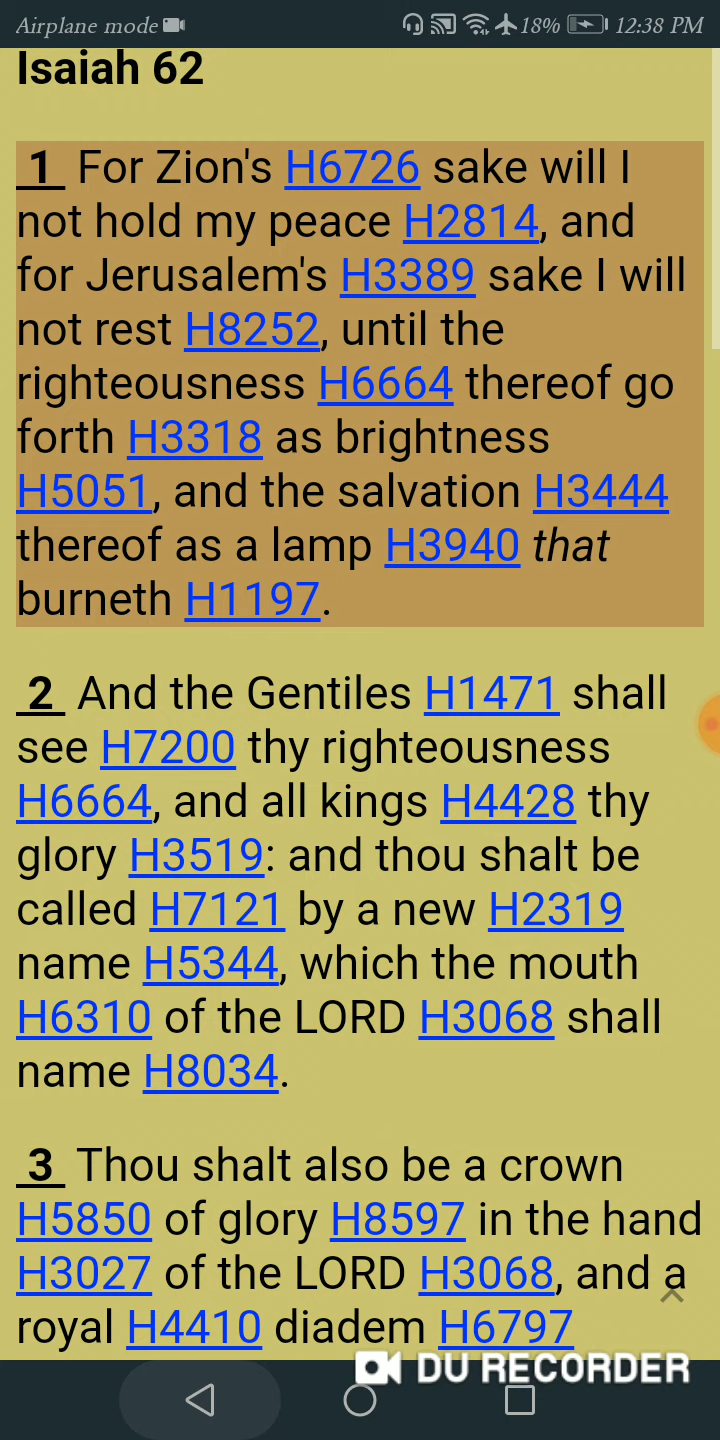 Airplane mode 18% 12:38 PM
Isaiah 62
1 For Zion's H6726 sake will I
not hold my peace H2814, and
for Jerusalem's H3389 sake I will
not rest H8252, until the
righteousness H6664 thereof go
forth H3318 as brightness
H5051, and the salvation H3444
thereof as a lamp H3940 that
burneth H1197.
2 And the Gentiles H1471 shall
see H7200 thy righteousness
H6664, and all kings H4428 thy
glory H3519: and thou shalt be
called H7121 by a new H2319
name H5344, which the mouth
H6310 of the LORD H3068 shall
name H8034.
3 Thou shalt also be a crown
H5850 of glory H8597 in the hand
H3027 of the LORD H3068, and a
royal H4410 diadem H6797
DU RECORDER